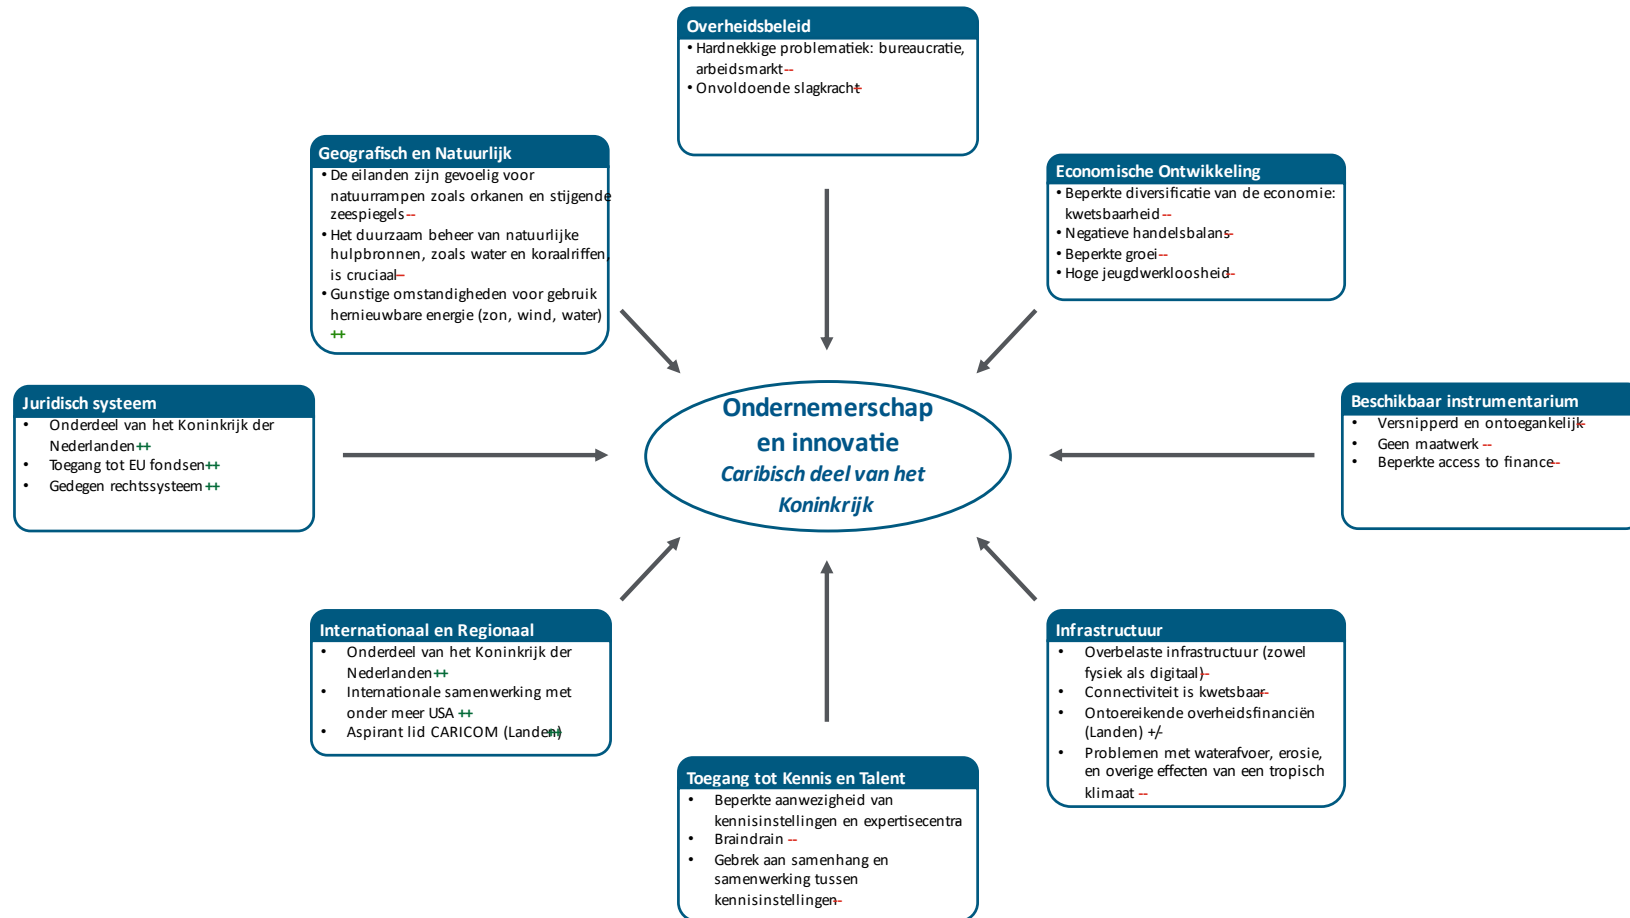 Overheidsbeleid
• Hardnekkige problematiek: bureaucratie,
arbeidsmarkt--
• Onvoldoende slagkracht--
Geografisch en Natuurlijk
• De eilanden zijn gevoelig voor
natuurrampen zoals orkanen en stijgende
zeespiegels--
• Het duurzaam beheer van natuurlijke
hulpbronnen, zoals water en koraalriffen,
is cruciaal--
• Gunstige omstandigheden voor gebruik
hernieuwbare energie (zon, wind, water)
++
Economische Ontwikkeling
• Beperkte diversificatie van de economie:
kwetsbaarheid --
• Negatieve handelsbalans--
• Beperkte groei--
• Hoge jeugdwerkloosheid--
Juridisch systeem
• Onderdeel van het Koninkrijk der
Nederlanden++
• Toegang tot EU fondsen++
• Gedegen rechtssysteem++
Ondernemerschap
en innovatie
Caribisch deel van het
Koninkrijk
Beschikbaar instrumentarium
• Versnipperd en ontoegankelijk--
• Geen maatwerk --
• Beperkte access to finance--
Internationaal en Regionaal
• Onderdeel van het Koninkrijk der
Nederlanden++
• Internationale samenwerking met
onder meer USA ++
• Aspirant lid CARICOM (Landen)++
Infrastructuur
• Overbelaste infrastructuur (zowel
fysiek als digitaal)--
• Connectiviteit is kwetsbaar--
• Ontoereikende overheidsfinanciën
(Landen) +/-
• Problemen met waterafvoer, erosie,
en overige effecten van een tropisch
klimaat --
Toegang tot Kennis en Talent
• Beperkte aanwezigheid van
kennisinstellingen en expertisecentra
• Braindrain --
• Gebrek aan samenhang en
samenwerking tussen
kennisinstellingen--